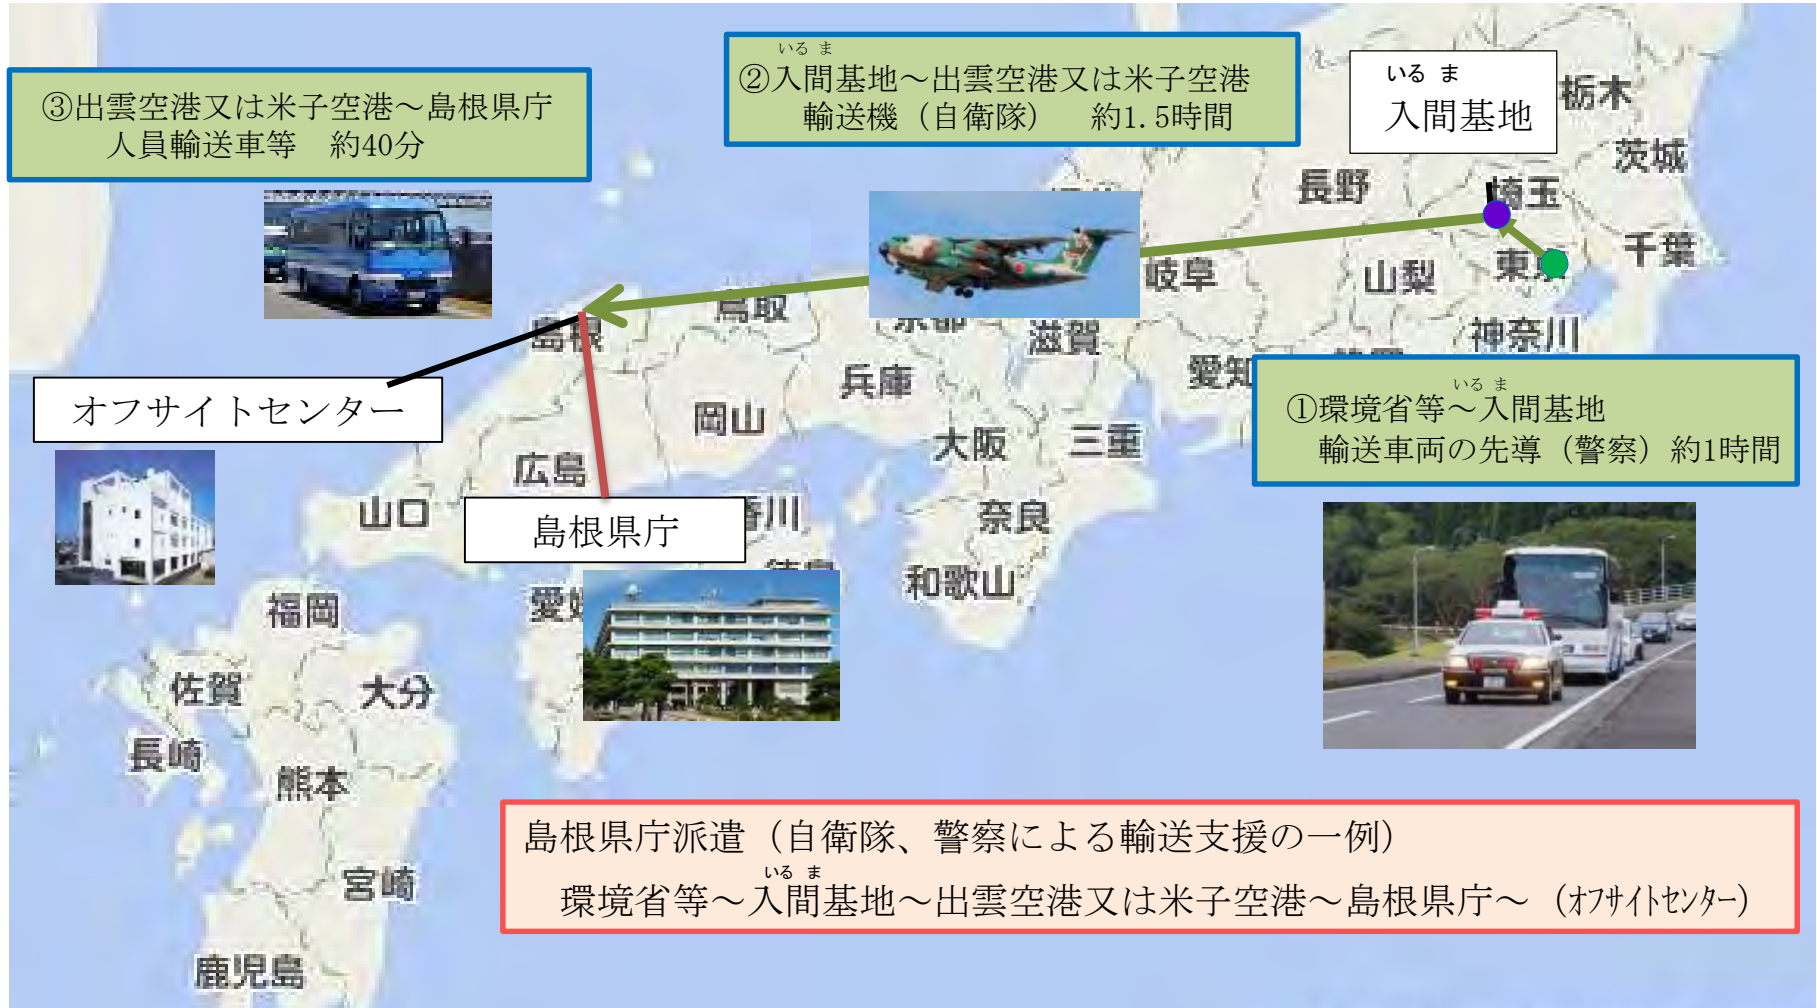 ③出雲空港又は米子空港～島根県庁
人員輸送車等　約40分
いるま
②入間基地～出雲空港又は米子空港
輸送機（自衛隊）　約1.5時間
いるま
入間基地
栃木
茨城
長野
埼玉
千葉
東京
山梨
岐阜
神奈川
鳥取
京都
滋賀
愛知
島根
兵庫
オフサイトセンター
岡山
大阪
三重
いるま
①環境省等～入間基地
輸送車両の先導（警察）約1時間
広島
山口
香川
奈良
島根県庁
和歌山
福岡
佐賀
大分
長崎
熊本
島根県庁派遣（自衛隊、警察による輸送支援の一例）
いるま
環境省等～入間基地～出雲空港又は米子空港～島根県庁～（オフサイトセンター）
宮崎
鹿児島